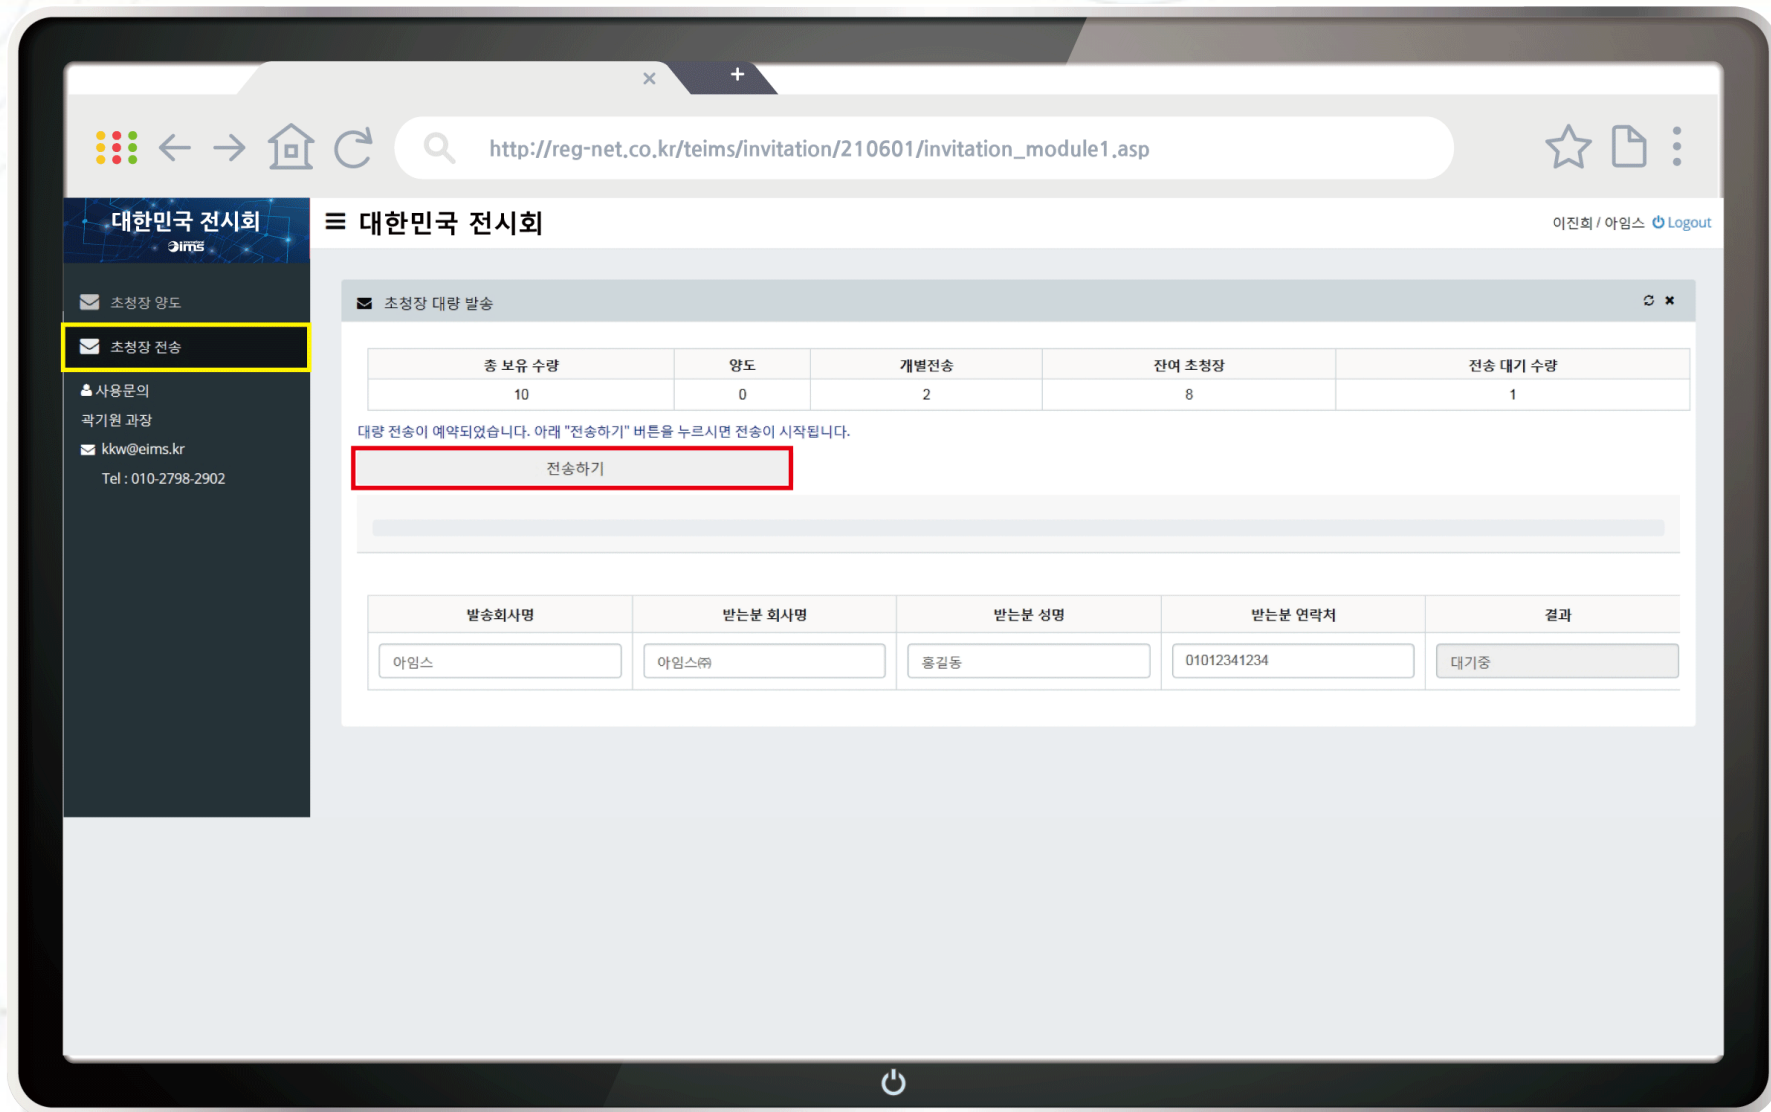 http://reg-net.co.kr/teims/invitation/210601/invitation_module1.asp
대한민국 전시회
eims
대한민국 전시회
이진희 / 아임스 Logout
초청장 양도
초청장 전송
사용문의
곽기원 과장
kkw@eims.kr
Tel : 010-2798-2902
초청장 대량 발송
총 보유 수량 양도 개별전송 잔여 초청장 전송 대기 수량
10 0 2 8 1
대량 전송이 예약되었습니다. 아래 "전송하기" 버튼을 누르시면 전송이 시작됩니다.
전송하기
발송회사명 받는분 회사명 받는분 성명 받는분 연락처 결과
아임스 아임스㈜ 홍길동 01012341234 대기중